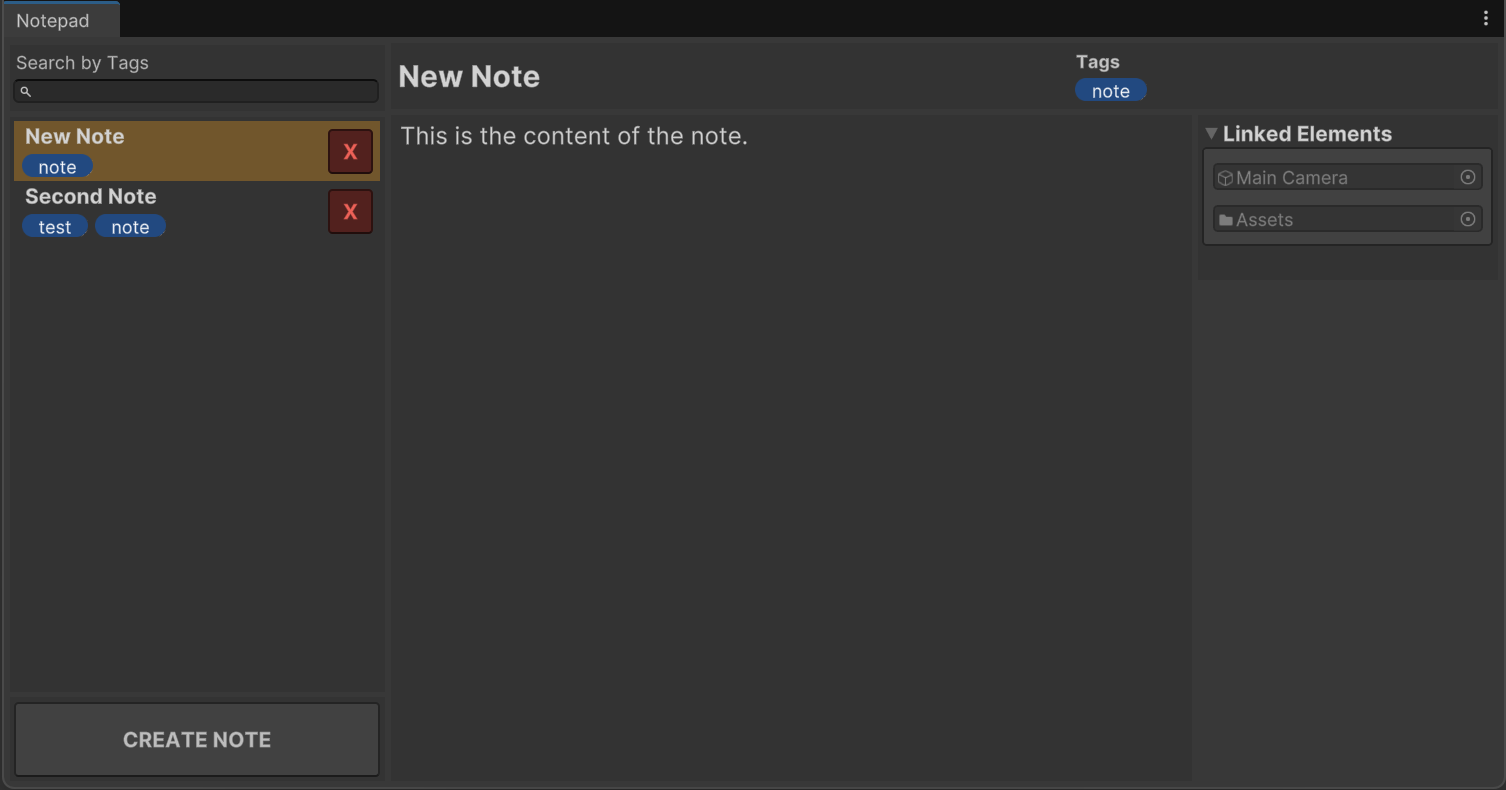 Notepad
Search by Tags
New Note
note
X
Second Note
test note
X
CREATE NOTE
New Note
Tags
note
This is the content of the note.
Linked Elements
Main Camera
Assets